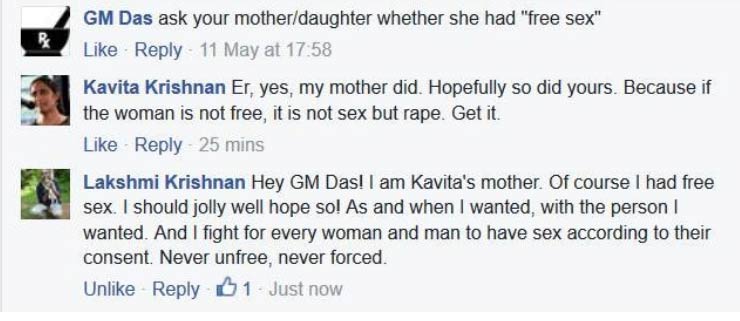 GM Das ask your mother/daughter whether she had "free sex"
Like · Reply · 11 May at 17:58
Kavita Krishnan Er, yes, my mother did. Hopefully so did yours. Because if
the woman is not free, it is not sex but rape. Get it.
Like · Reply · 25 mins
Lakshmi Krishnan Hey GM Das! I am Kavita's mother. Of course I had free
sex. I should jolly well hope so! As and when I wanted, with the person I
wanted. And I fight for every woman and man to have sex according to their
consent. Never unfree, never forced.
Unlike · Reply · 1 · Just now